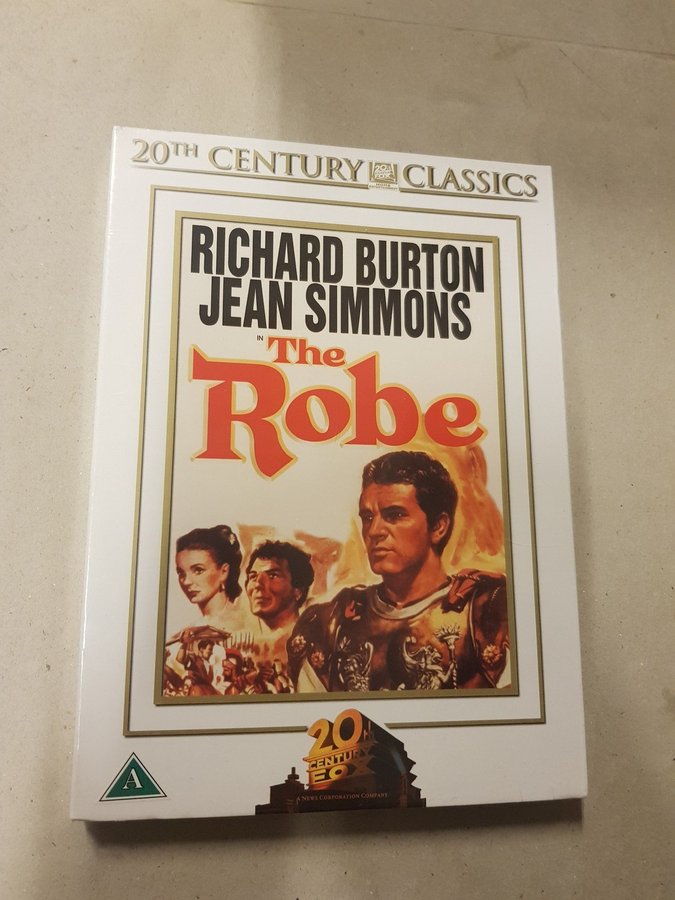 20TH CENTURY CLASSICS
RICHARD BURTON
JEAN SIMMONS
IN The
Robe
20TH
CENTURY
FOX
A NEWS CORPORATION COMPANY
A